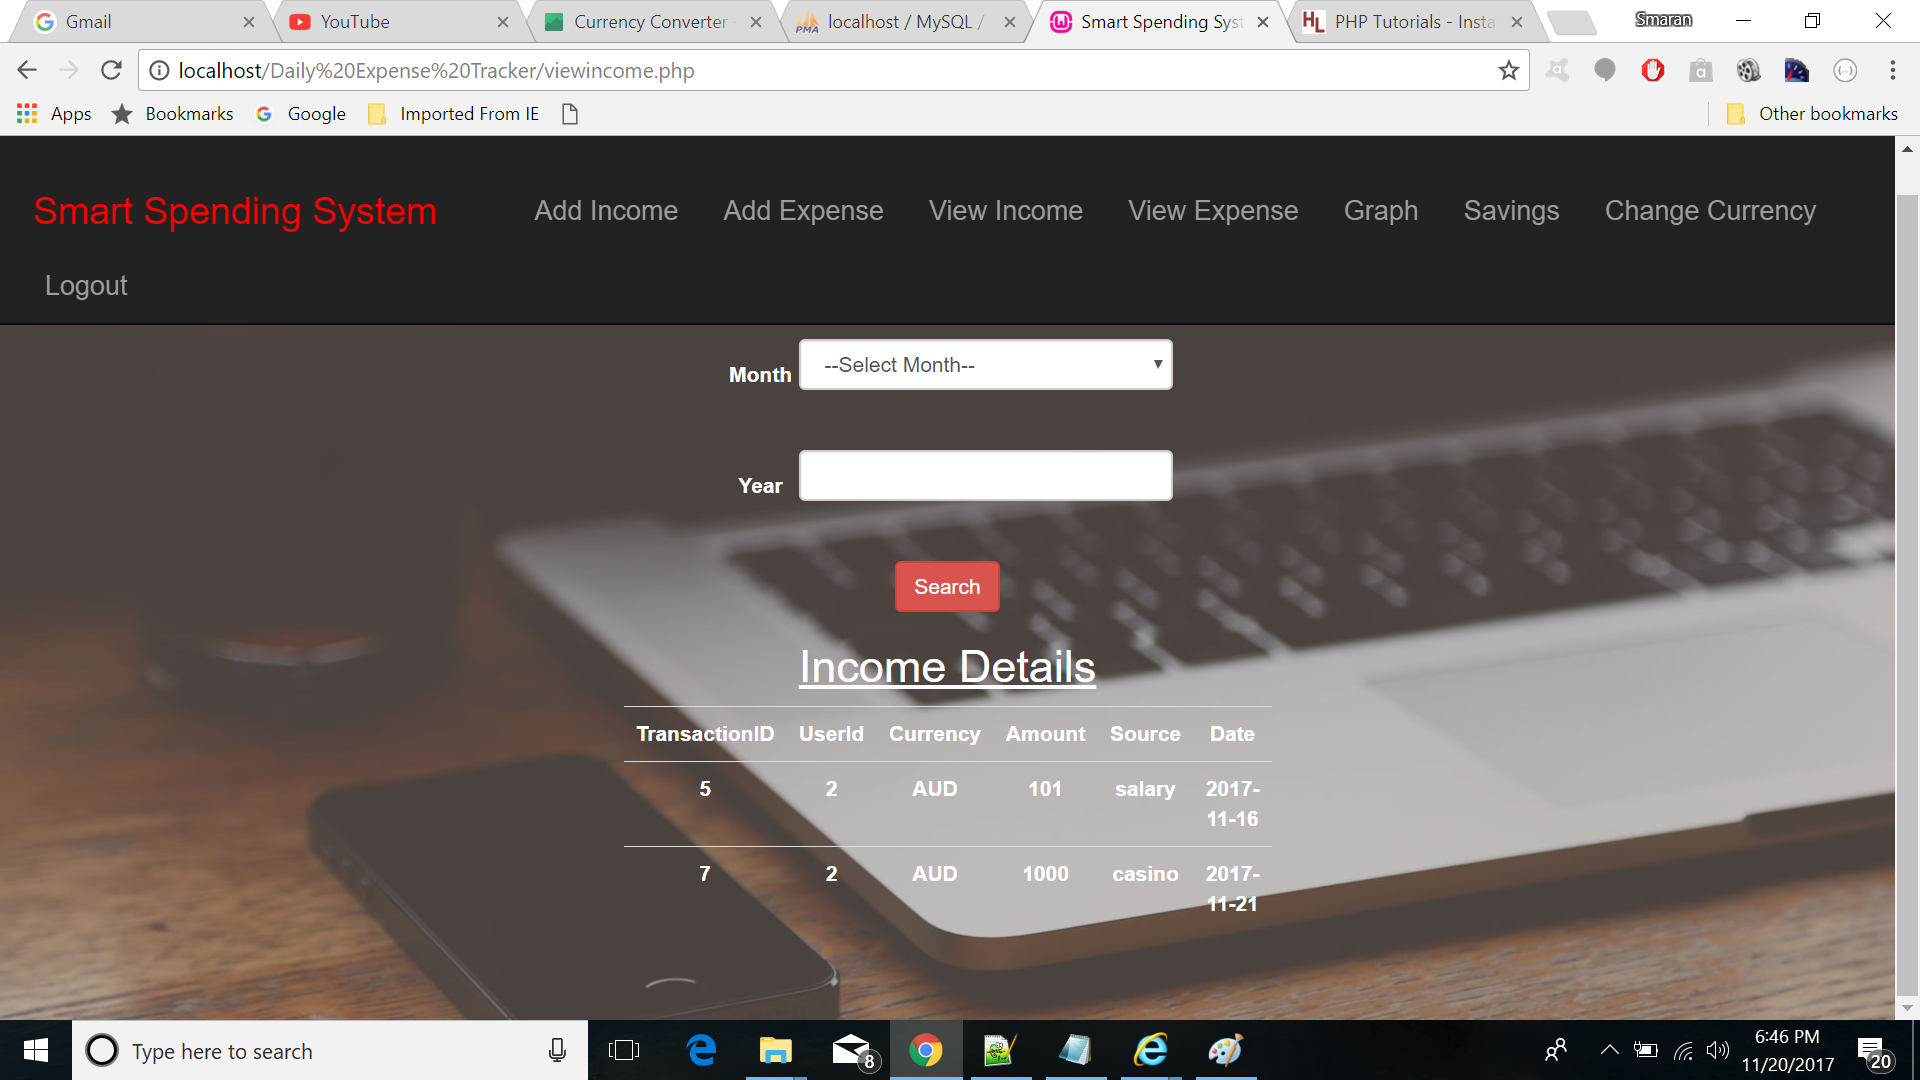 Gmail
YouTube
Currency Converter
localhost / MySQL /
Smart Spending Syst
PHP Tutorials - Insta
Smaran
localhost/Daily%20Expense%20Tracker/viewincome.php
Apps
Bookmarks
Google
Imported From IE
Other bookmarks
Smart Spending System
Add Income
Add Expense
View Income
View Expense
Graph
Savings
Change Currency
Logout
Month
--Select Month--
Year
Search
Income Details
TransactionID UserId Currency Amount Source Date
5 2 AUD 101 salary 2017-
11-16
7 2 AUD 1000 casino 2017-
11-21
Type here to search
8
6:46 PM
11/20/2017
20